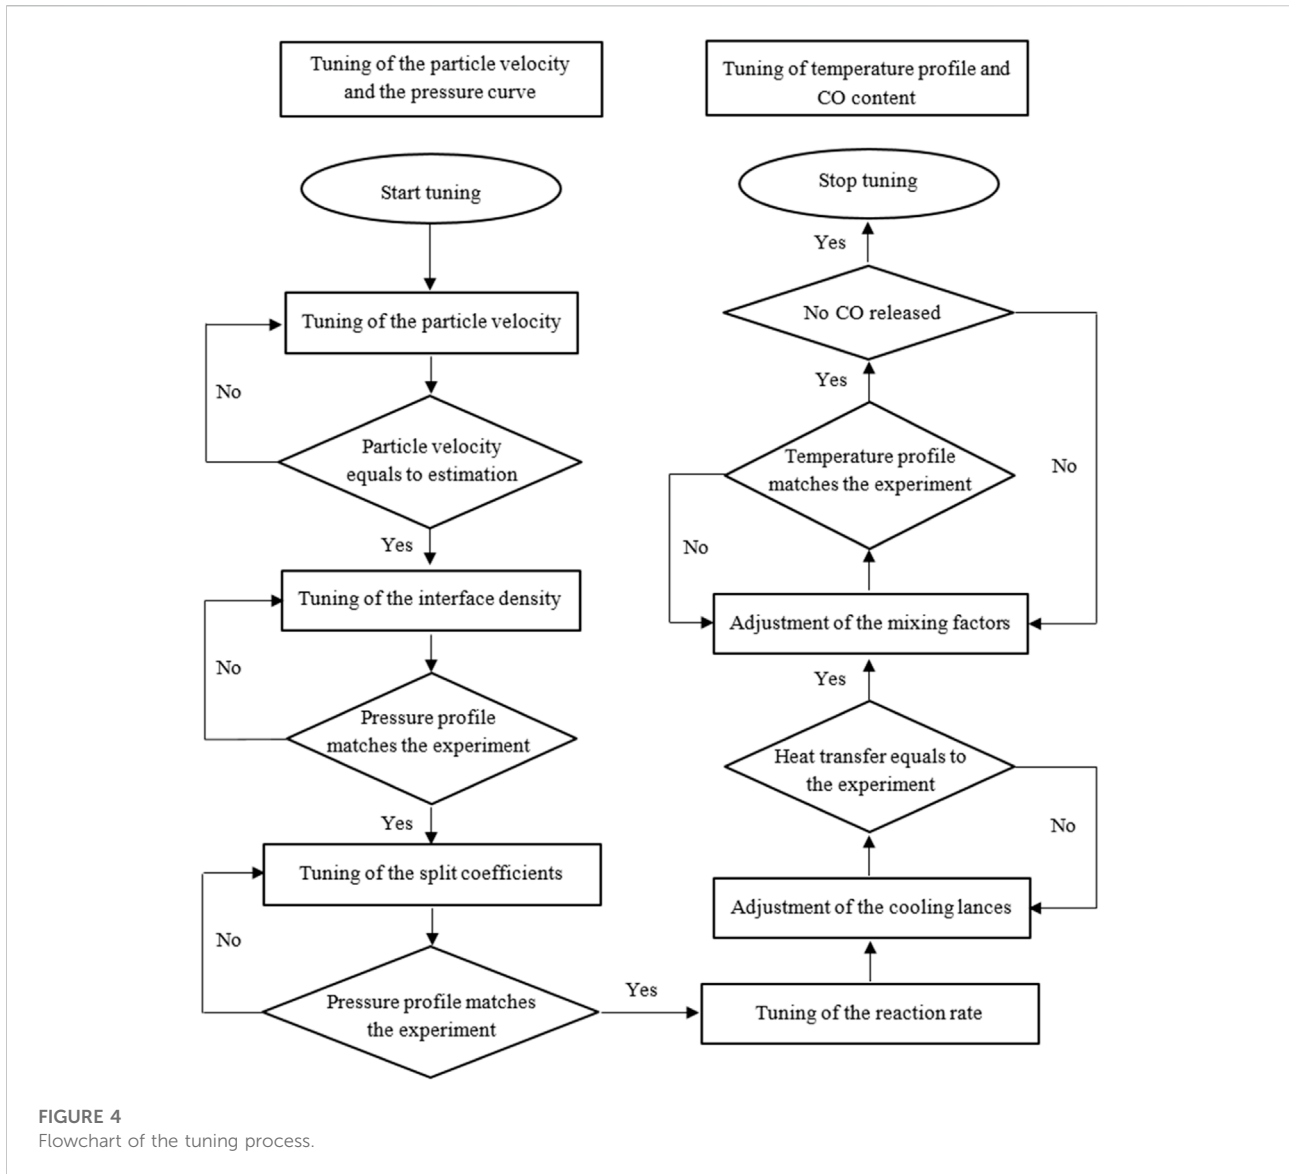 Tuning of the particle velocity
and the pressure curve
Start tuning
Tuning of the particle velocity
No
Particle velocity
equals to estimation
Yes
Tuning of the interface density
No
Pressure profile
matches the experiment
Yes
Tuning of the split coefficients
No
Pressure profile matches
the experiment
Yes
Tuning of temperature profile and
CO content
Stop tuning
Yes
No CO released
Yes
No
Temperature profile
matches the experiment
No
Adjustment of the mixing factors
Yes
Heat transfer equals to
the experiment
No
Adjustment of the cooling lances
Tuning of the reaction rate
FIGURE 4
Flowchart of the tuning process.